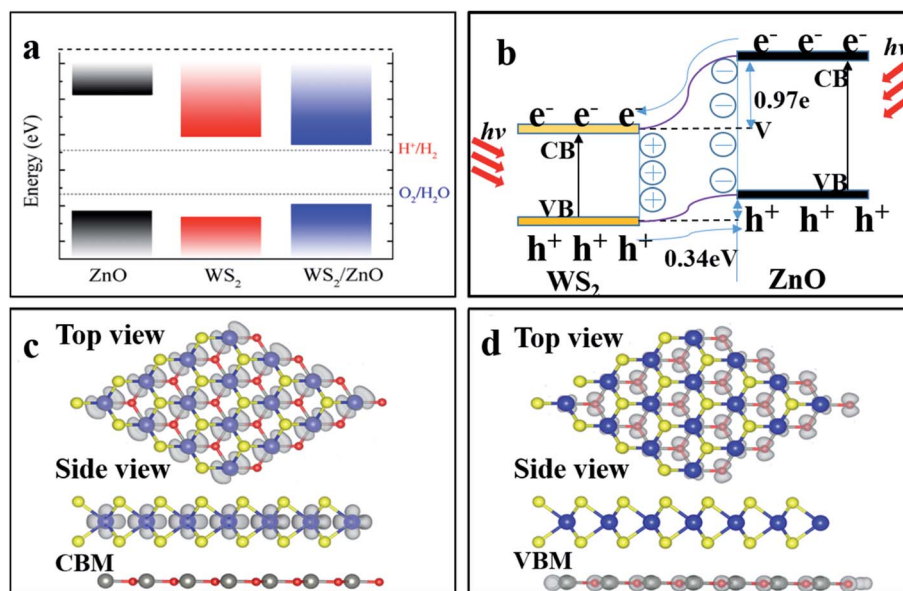 a
Energy (eV)
H⁺/H₂
O₂/H₂O
ZnO WS₂ WS₂/ZnO
b
e⁻ e⁻ e⁻
hν
CB
0.97e
V
e⁻ e⁻ e⁻
hν
CB
+ + +
− − − −
VB
VB
h⁺ h⁺ h⁺
h⁺ h⁺ h⁺
0.34eV
WS₂
ZnO
c
Top view
Side view
CBM
d
Top view
Side view
VBM